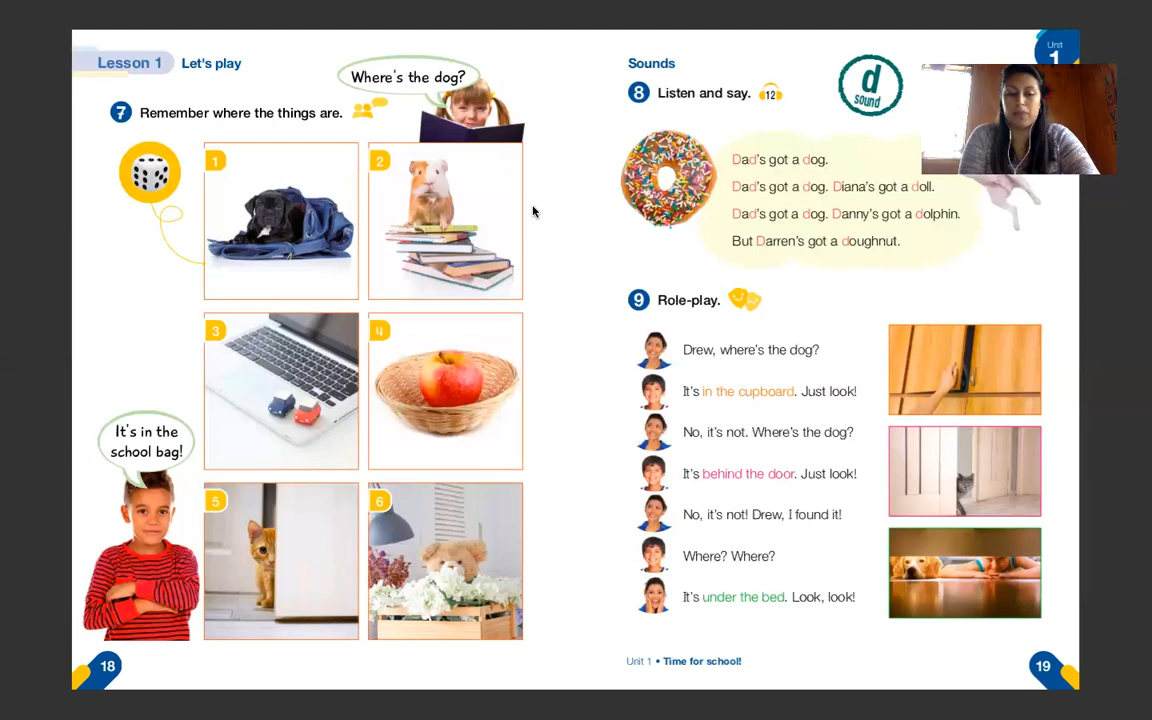 Lesson 1 Let's play
Where's the dog?
7 Remember where the things are.
1
2
3
4
It's in the
school bag!
5
6
18
Unit
1
Sounds
8 Listen and say. 12
d
sound
Dad's got a dog.
Dad's got a dog. Diana's got a doll.
Dad's got a dog. Danny's got a dolphin.
But Darren's got a doughnut.
9 Role-play.
Drew, where's the dog?
It's in the cupboard. Just look!
No, it's not. Where's the dog?
It's behind the door. Just look!
No, it's not! Drew, I found it!
Where? Where?
It's under the bed. Look, look!
Unit 1 • Time for school!
19